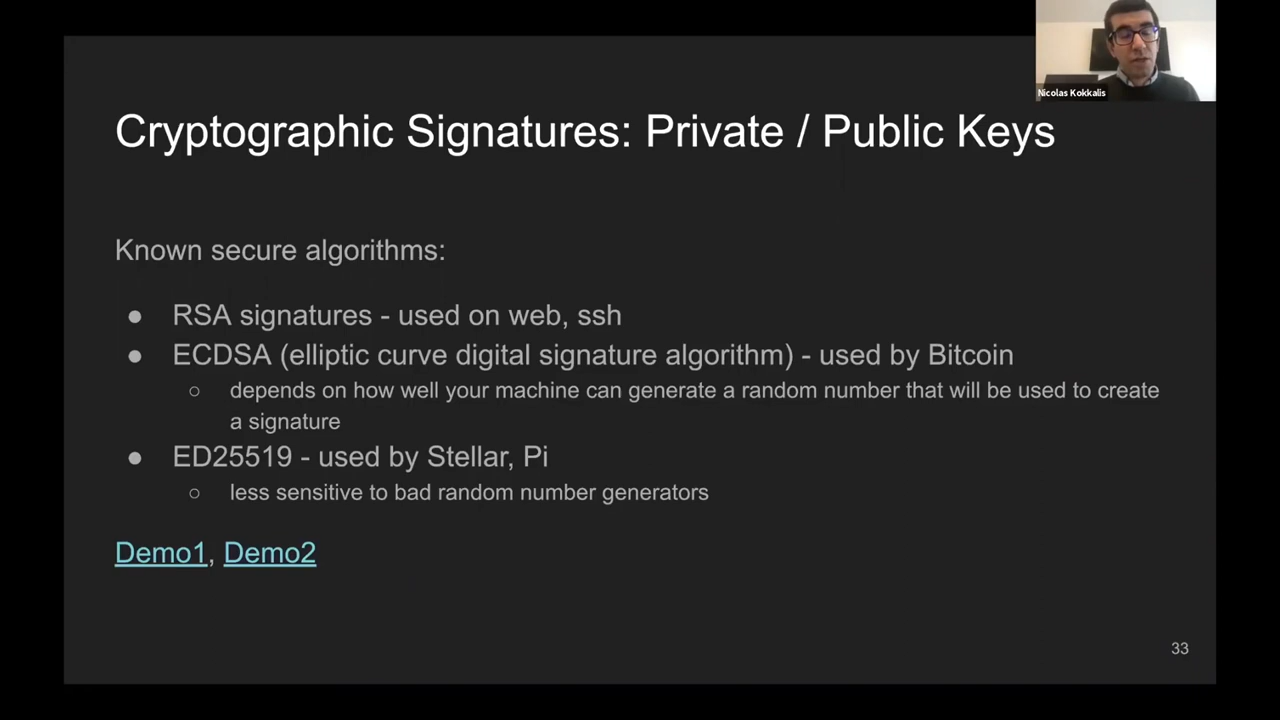 Nicolas Kokkalis
Cryptographic Signatures: Private / Public Keys
Known secure algorithms:
● RSA signatures - used on web, ssh
● ECDSA (elliptic curve digital signature algorithm) - used by Bitcoin
○ depends on how well your machine can generate a random number that will be used to create
a signature
● ED25519 - used by Stellar, Pi
○ less sensitive to bad random number generators
Demo1, Demo2
33